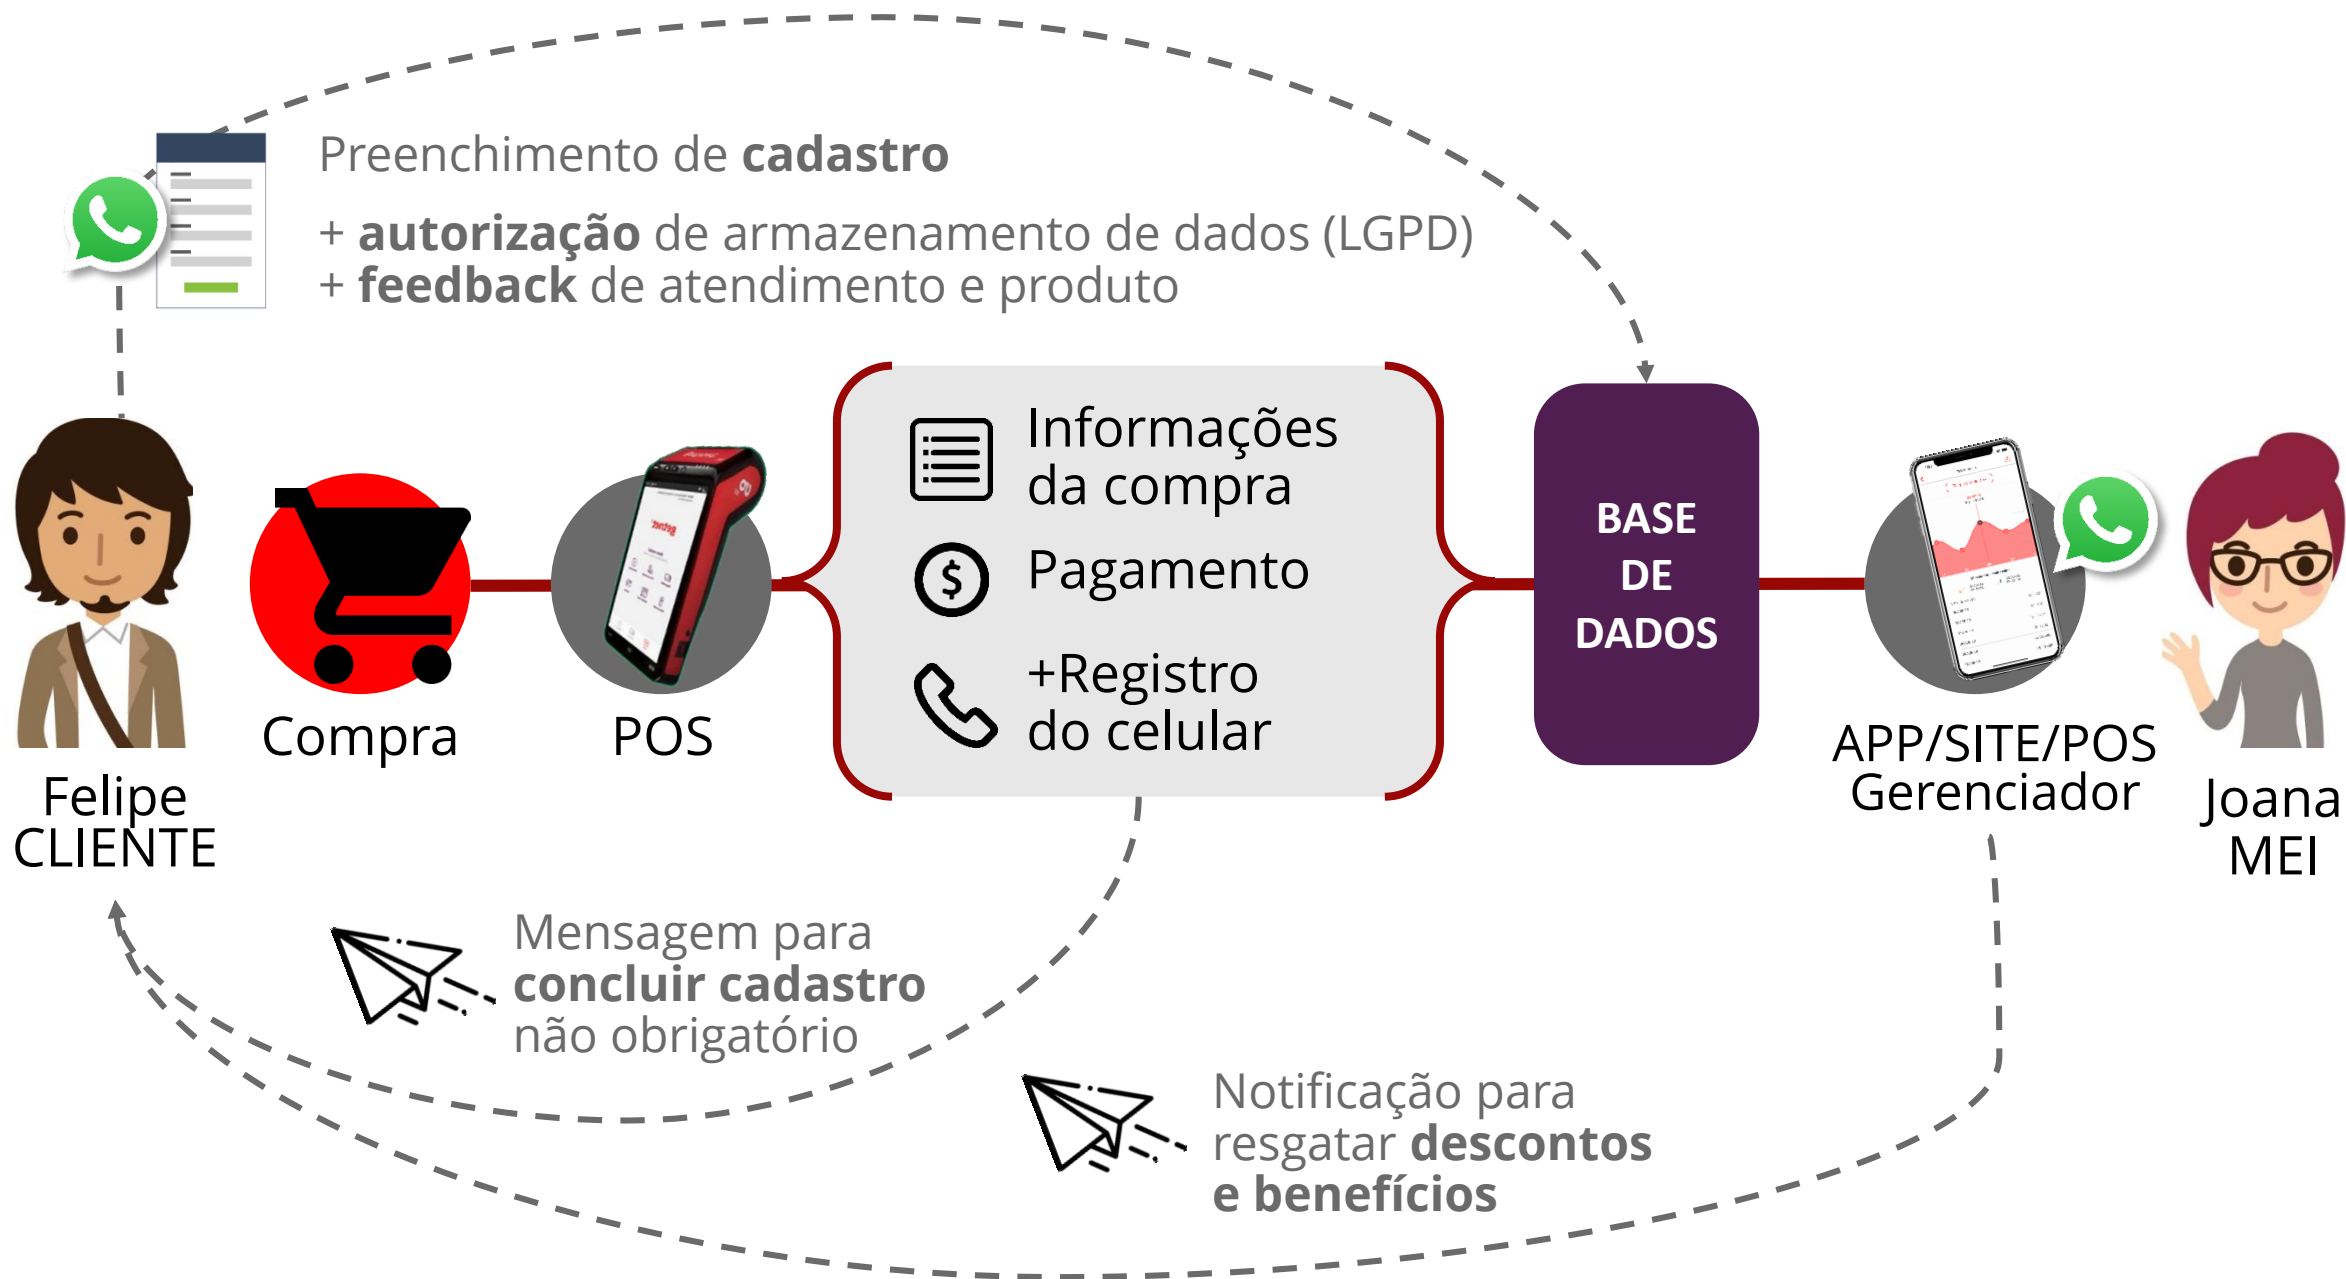 Preenchimento de cadastro
+ autorização de armazenamento de dados (LGPD)
+ feedback de atendimento e produto
Informações
da compra
Pagamento
+Registro
do celular
BASE
DE
DADOS
Compra
POS
APP/SITE/POS
Gerenciador
Felipe
CLIENTE
Joana
MEI
Mensagem para
concluir cadastro
não obrigatório
Notificação para
resgatar descontos
e benefícios